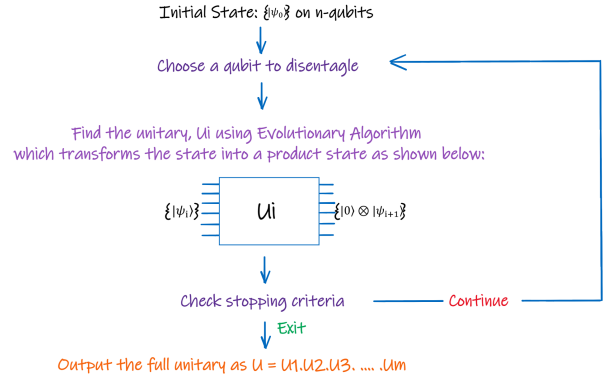 Initial State: {|ψ₀⟩} on n-qubits
Choose a qubit to disentagle
Find the unitary, Ui using Evolutionary Algorithm
which transforms the state into a product state as shown below:
{|ψᵢ⟩} Ui {|0⟩ ⊗ |ψᵢ₊₁⟩}
Check stopping criteria Continue
Exit
Output the full unitary as U = U1.U2.U3. .... .Um